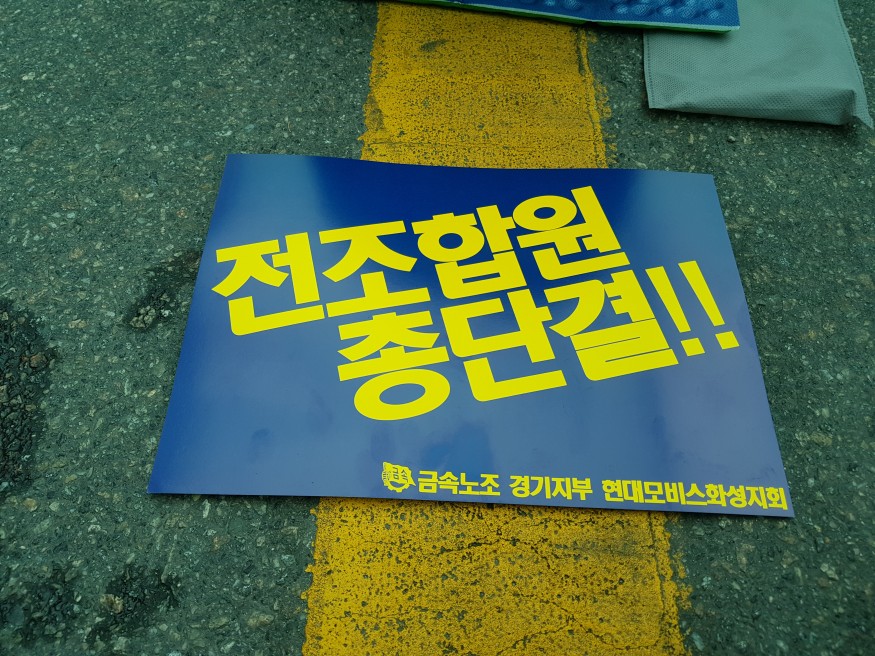 전조합원
총단결!!
금속노조 경기지부 현대모비스화성지회